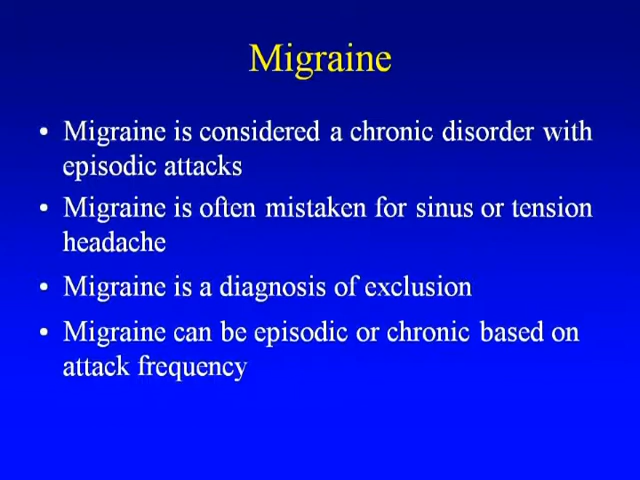 Migraine
• Migraine is considered a chronic disorder with
episodic attacks
• Migraine is often mistaken for sinus or tension
headache
• Migraine is a diagnosis of exclusion
• Migraine can be episodic or chronic based on
attack frequency